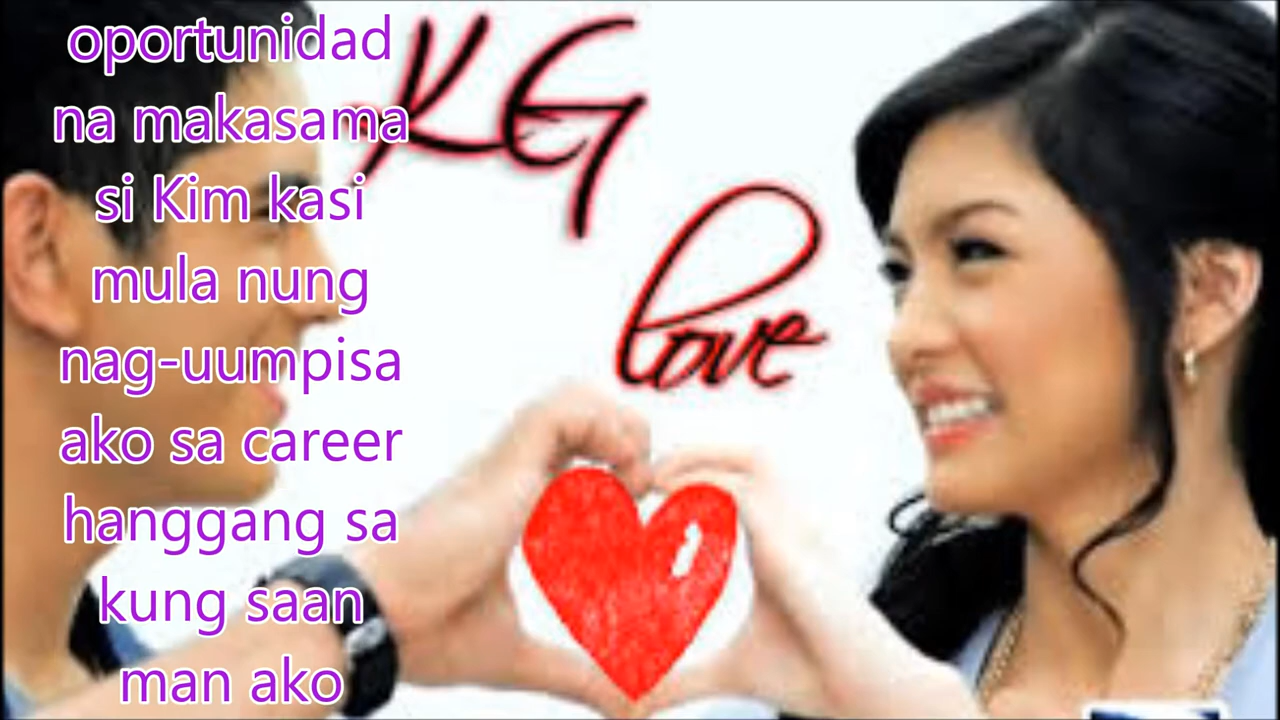 oportunidad
na makasama
si Kim kasi
mula nung
nag-uumpisa
ako sa career
hanggang sa
kung saan
man ako
KG
love